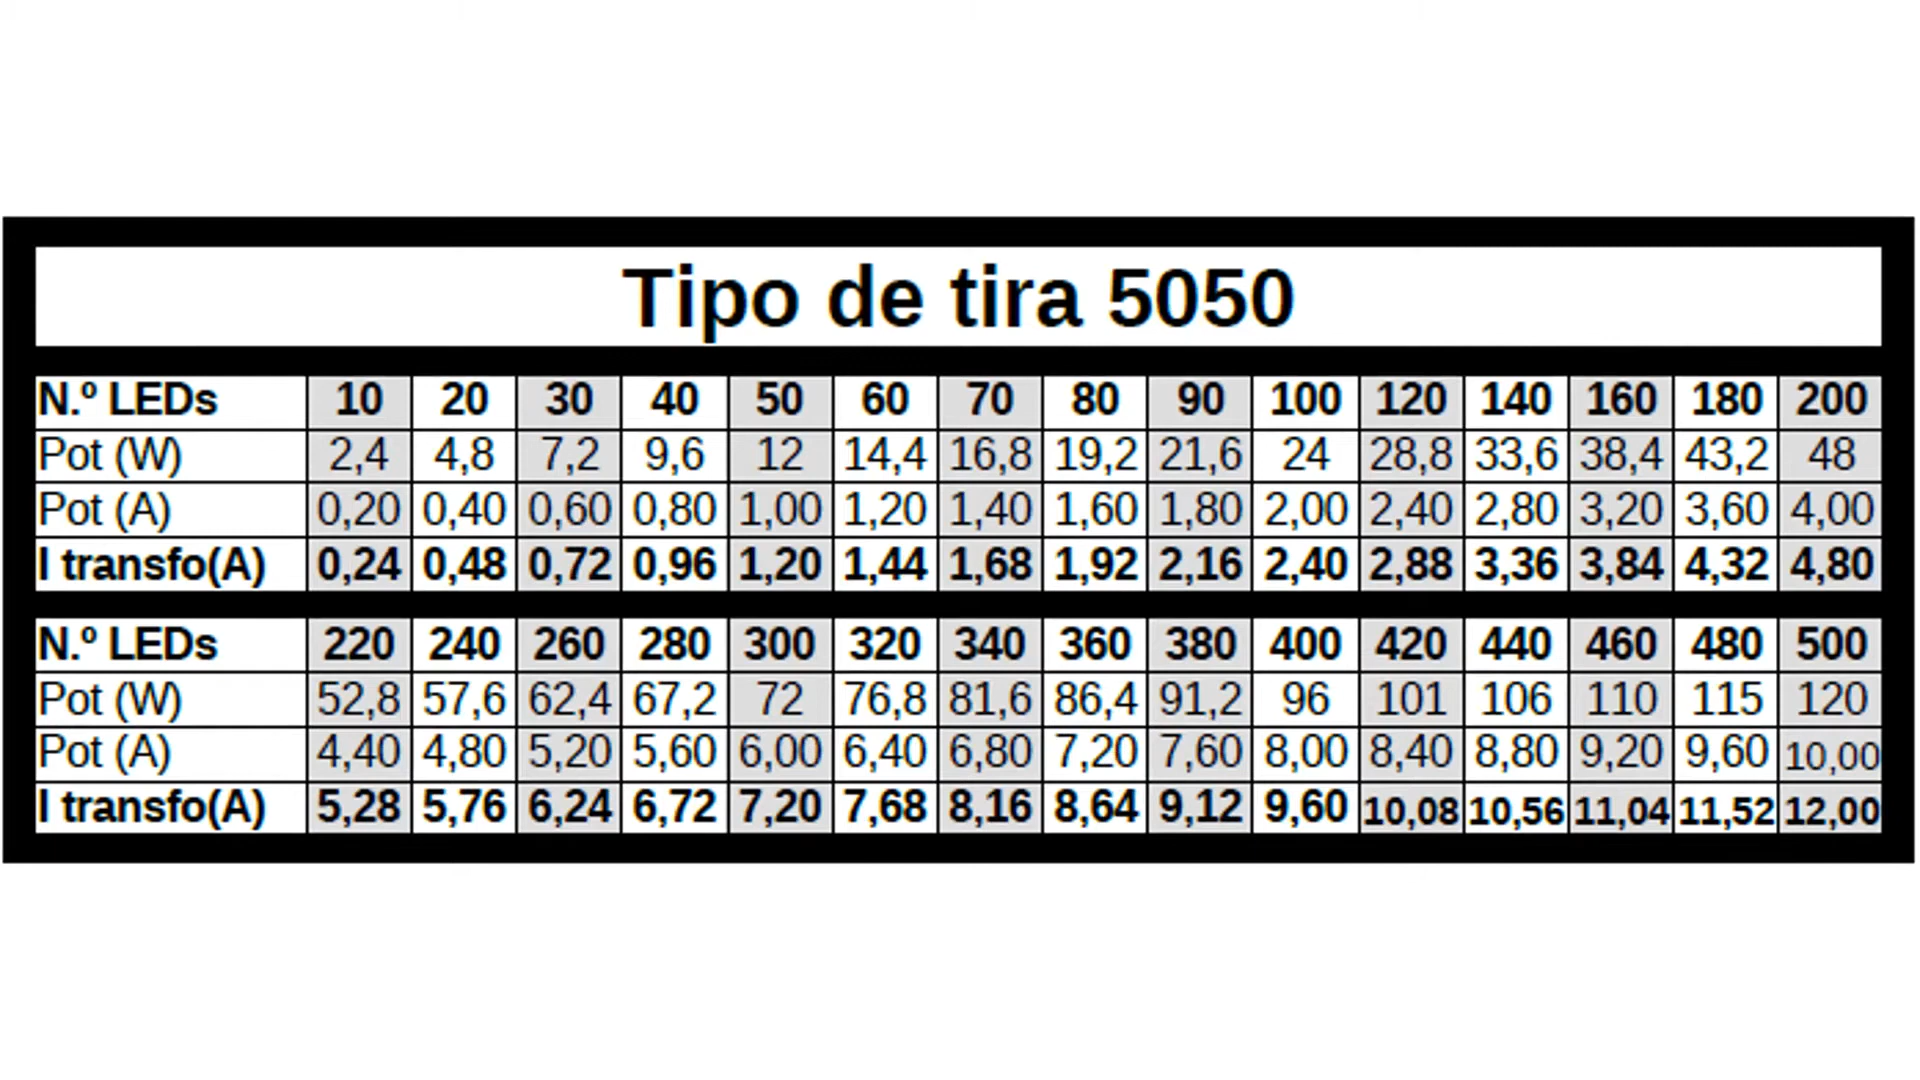 Tipo de tira 5050
N.º LEDs 10 20 30 40 50 60 70 80 90 100 120 140 160 180 200
Pot (W) 2,4 4,8 7,2 9,6 12 14,4 16,8 19,2 21,6 24 28,8 33,6 38,4 43,2 48
Pot (A) 0,20 0,40 0,60 0,80 1,00 1,20 1,40 1,60 1,80 2,00 2,40 2,80 3,20 3,60 4,00
I transfo(A) 0,24 0,48 0,72 0,96 1,20 1,44 1,68 1,92 2,16 2,40 2,88 3,36 3,84 4,32 4,80
N.º LEDs 220 240 260 280 300 320 340 360 380 400 420 440 460 480 500
Pot (W) 52,8 57,6 62,4 67,2 72 76,8 81,6 86,4 91,2 96 101 106 110 115 120
Pot (A) 4,40 4,80 5,20 5,60 6,00 6,40 6,80 7,20 7,60 8,00 8,40 8,80 9,20 9,60 10,00
I transfo(A) 5,28 5,76 6,24 6,72 7,20 7,68 8,16 8,64 9,12 9,60 10,08 10,56 11,04 11,52 12,00